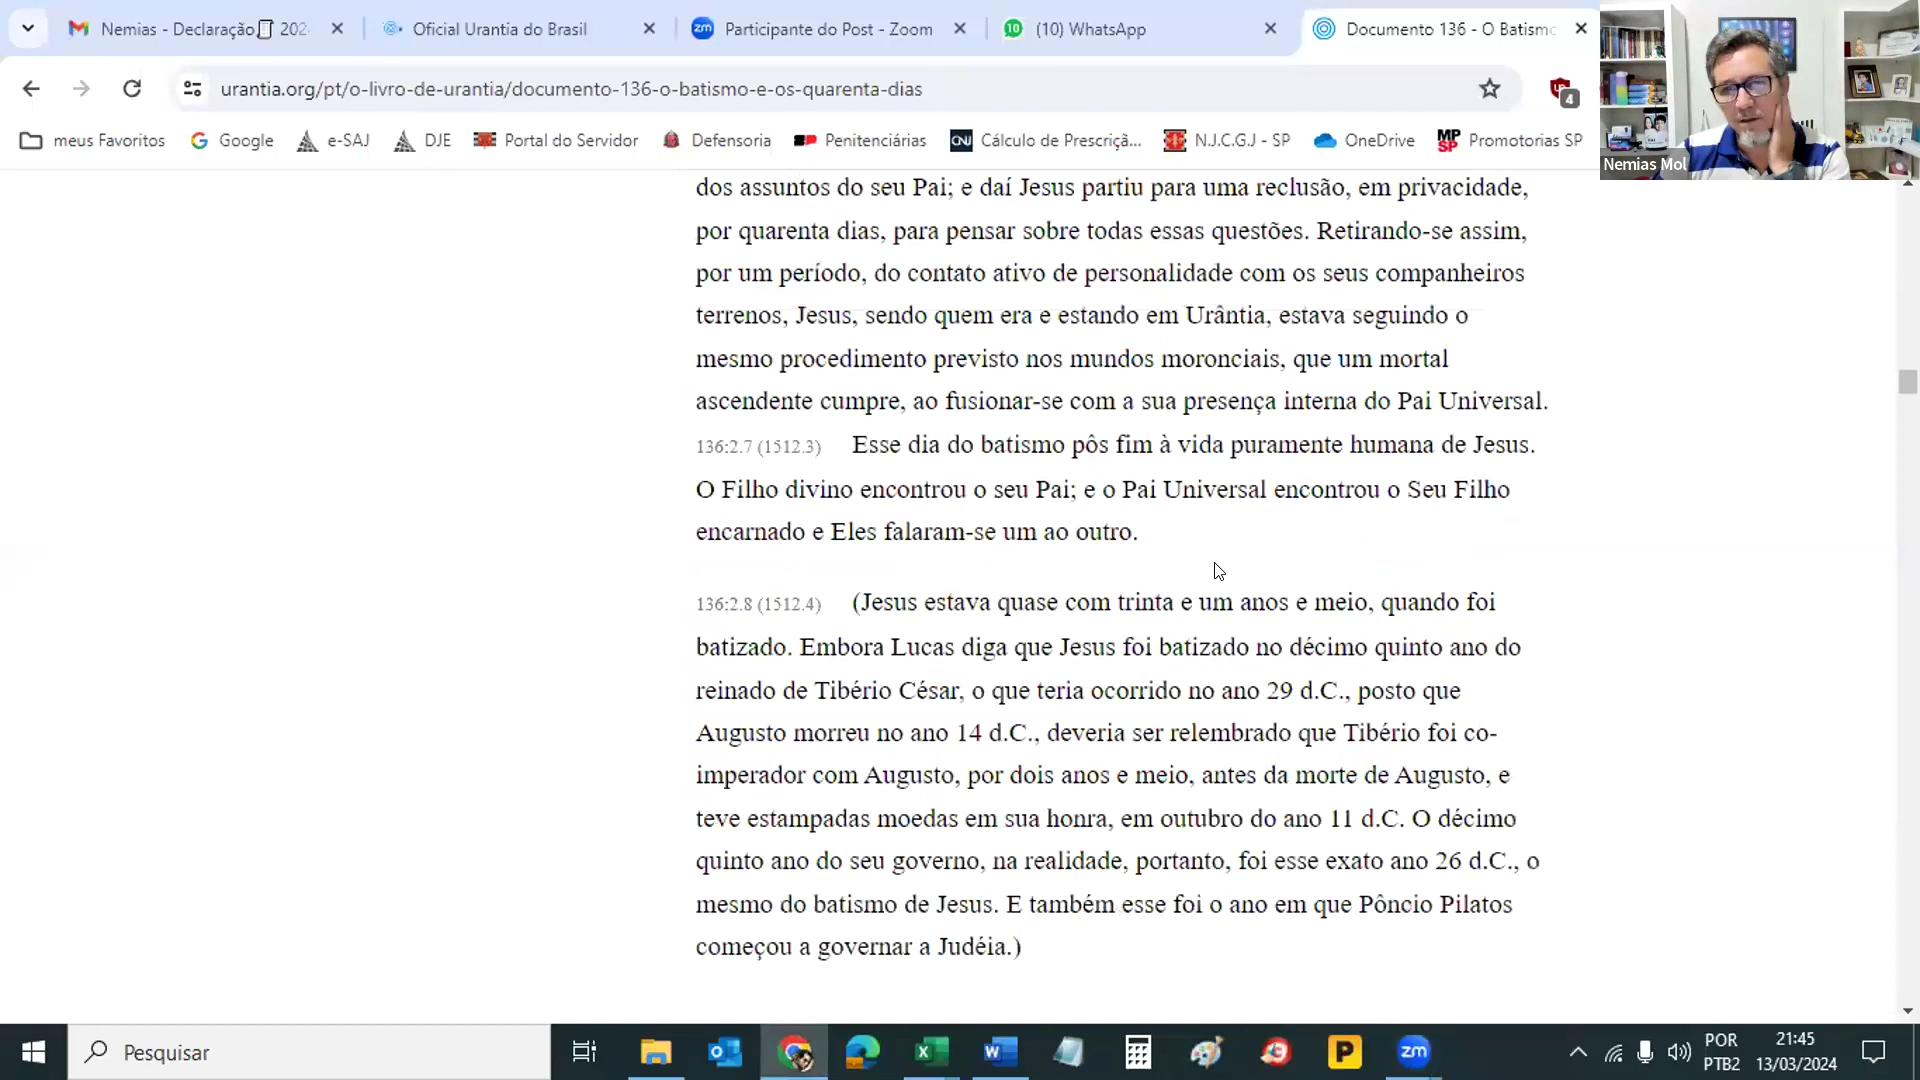 Nemias - Declaração 202
Oficial Urantia do Brasil
zm Participante do Post - Zoom
10 (10) WhatsApp
Documento 136 - O Batismo
urantia.org/pt/o-livro-de-urantia/documento-136-o-batismo-e-os-quarenta-dias
4
meus Favoritos
Google
e-SAJ
DJE
Portal do Servidor
Defensoria
Penitenciárias
CNJ Cálculo de Prescriçã...
N.J.C.G.J - SP
OneDrive
MP SP Promotorias SP
Nemias Mol
dos assuntos do seu Pai; e daí Jesus partiu para uma reclusão, em privacidade,
por quarenta dias, para pensar sobre todas essas questões. Retirando-se assim,
por um período, do contato ativo de personalidade com os seus companheiros
terrenos, Jesus, sendo quem era e estando em Urântia, estava seguindo o
mesmo procedimento previsto nos mundos moronciais, que um mortal
ascendente cumpre, ao fusionar-se com a sua presença interna do Pai Universal.
136:2.7 (1512.3) Esse dia do batismo pôs fim à vida puramente humana de Jesus.
O Filho divino encontrou o seu Pai; e o Pai Universal encontrou o Seu Filho
encarnado e Eles falaram-se um ao outro.
136:2.8 (1512.4) (Jesus estava quase com trinta e um anos e meio, quando foi
batizado. Embora Lucas diga que Jesus foi batizado no décimo quinto ano do
reinado de Tibério César, o que teria ocorrido no ano 29 d.C., posto que
Augusto morreu no ano 14 d.C., deveria ser relembrado que Tibério foi co-
imperador com Augusto, por dois anos e meio, antes da morte de Augusto, e
teve estampadas moedas em sua honra, em outubro do ano 11 d.C. O décimo
quinto ano do seu governo, na realidade, portanto, foi esse exato ano 26 d.C., o
mesmo do batismo de Jesus. E também esse foi o ano em que Pôncio Pilatos
começou a governar a Judéia.)
Pesquisar
zm
POR
PTB2
21:45
13/03/2024